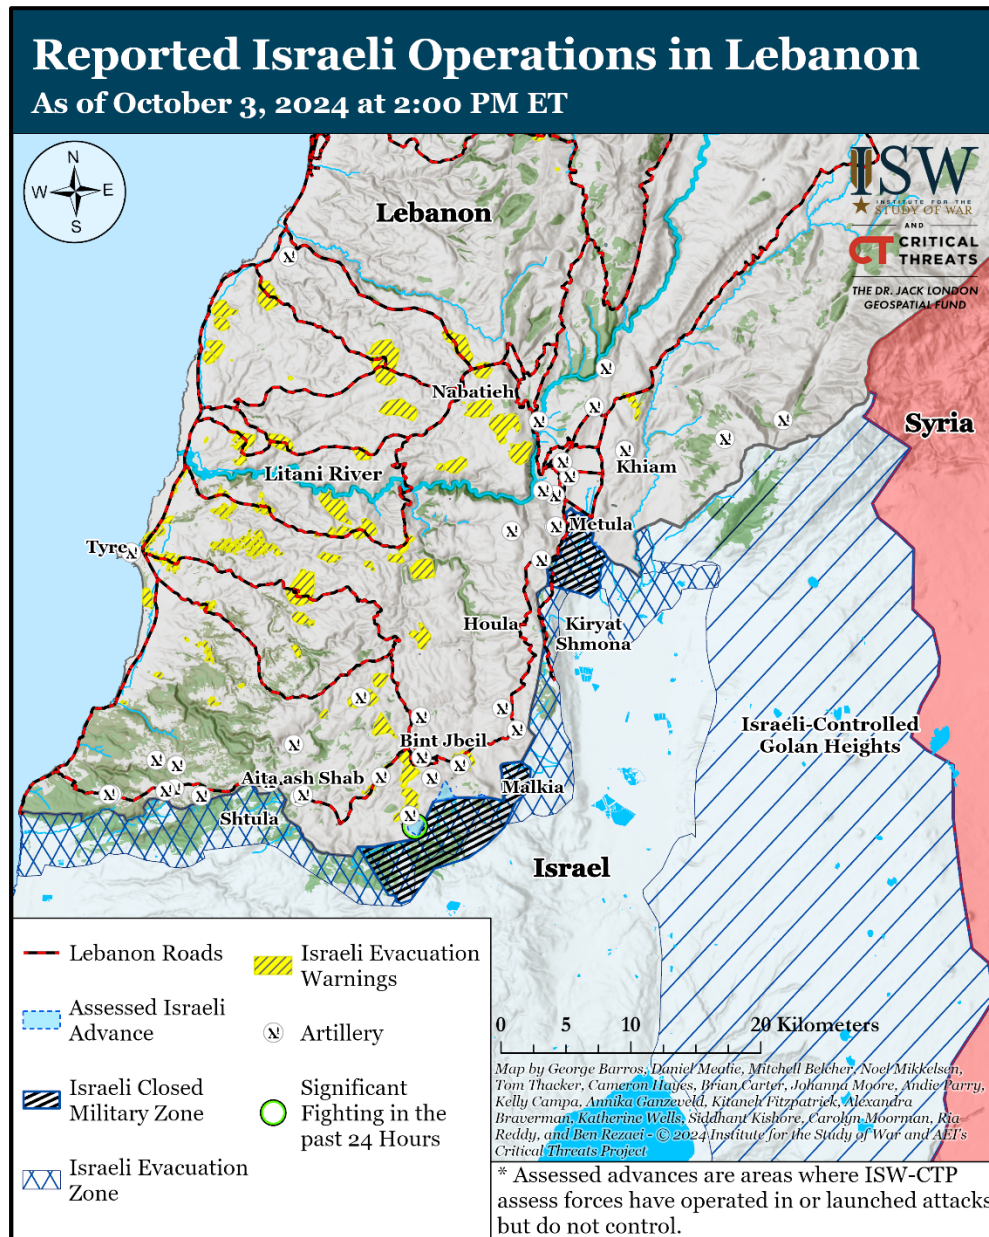 Reported Israeli Operations in Lebanon
As of October 3, 2024 at 2:00 PM ET
N
W
E
S
ISW
INSTITUTE FOR THE
STUDY OF WAR
AND
CT CRITICAL
THREATS
THE DR. JACK LONDON
GEOSPATIAL FUND
Lebanon
Nabatieh
Syria
Litani River
Khiam
Metula
Tyre
Houla
Kiryat
Shmona
Israeli-Controlled
Golan Heights
Bint Jbeil
Aita ash Shab
Malkia
Shtula
Israel
Lebanon Roads
Assessed Israeli
Advance
Israeli Closed
Military Zone
Israeli Evacuation
Zone
Israeli Evacuation
Warnings
Artillery
Significant
Fighting in the
past 24 Hours
0 5 10 20 Kilometers
Map by George Barros, Daniel Mealie, Mitchell Belcher, Noel Mikkelsen,
Tom Thacker, Cameron Hayes, Brian Carter, Johanna Moore, Andie Parry,
Kelly Campa, Annika Ganzeveld, Kitaneh Fitzpatrick, Alexandra
Braverman, Katherine Wells, Siddhant Kishore, Carolyn Moorman, Ria
Reddy, and Ben Rezaei - © 2024 Institute for the Study of War and AEI's
Critical Threats Project
* Assessed advances are areas where ISW-CTP
assess forces have operated in or launched attacks
but do not control.